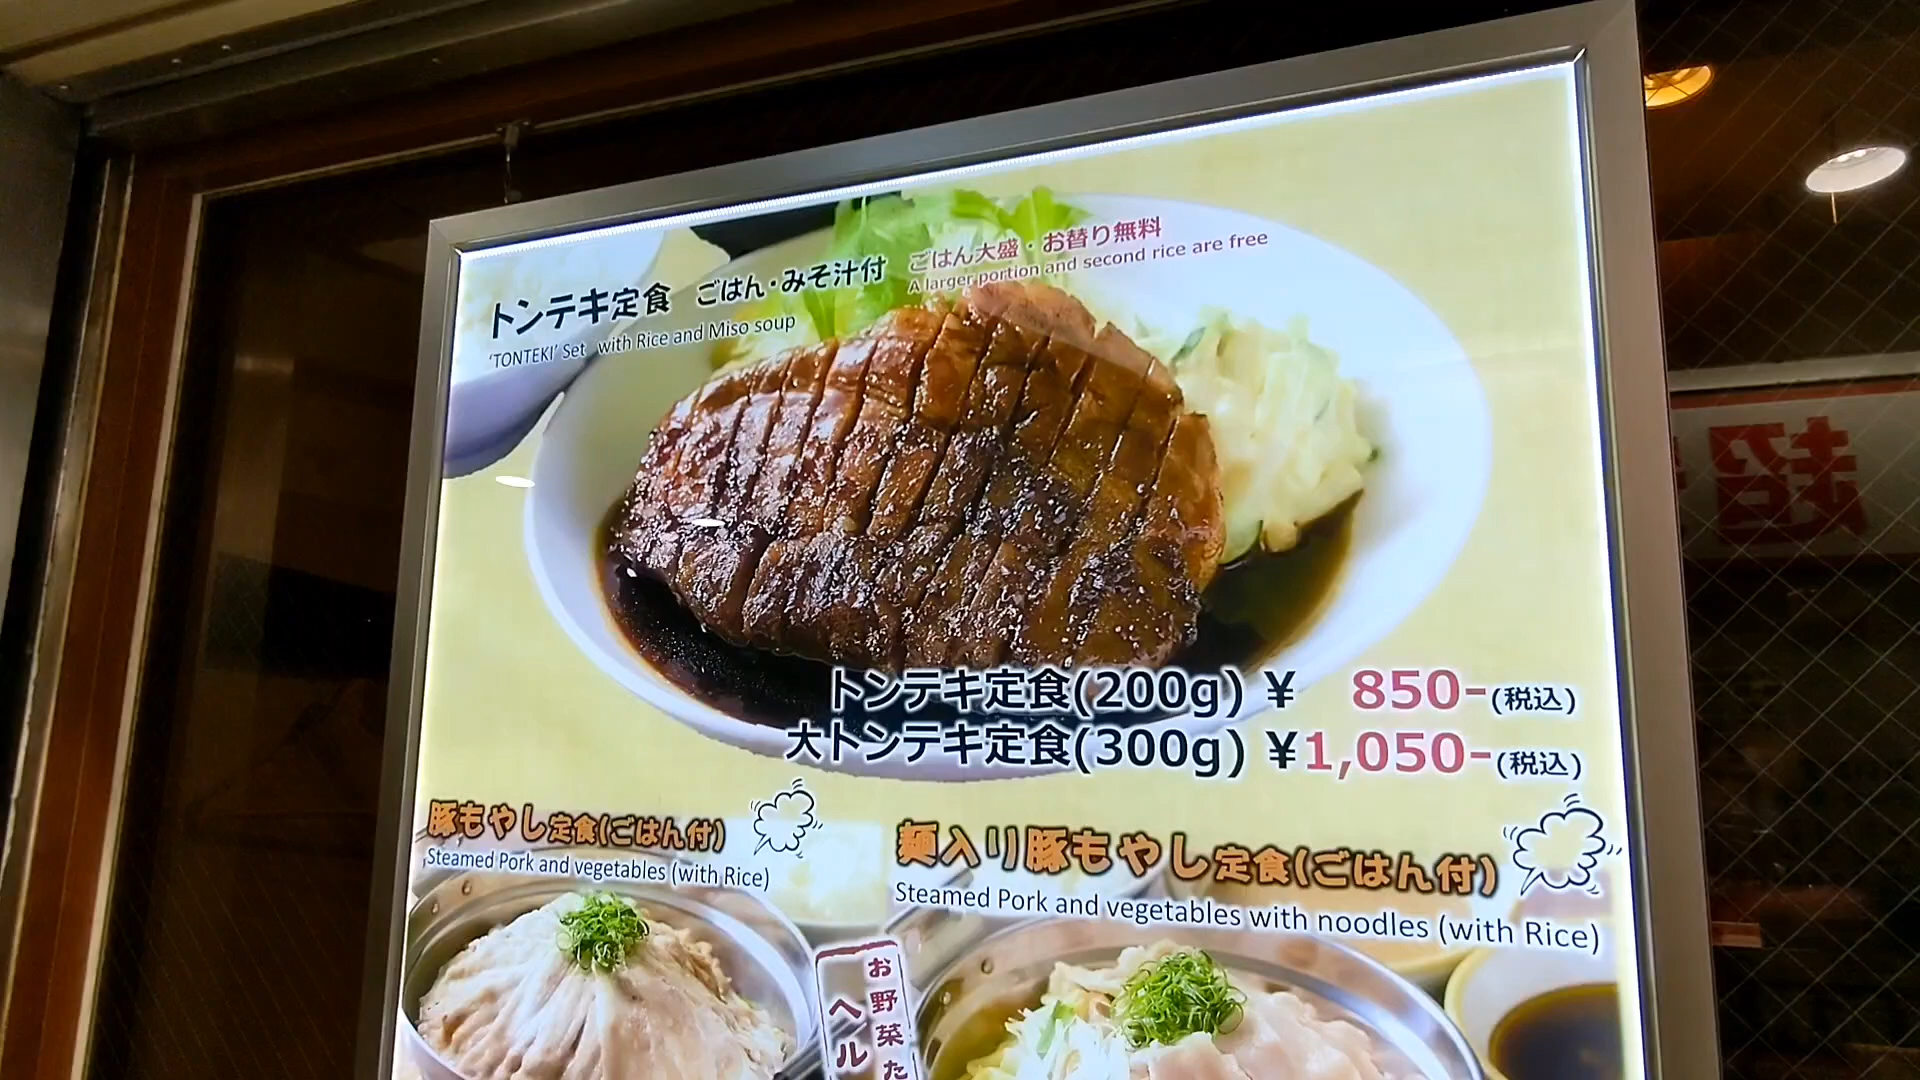 トンテキ定食 ごはん・みそ汁付
'TONTEKI' Set with Rice and Miso soup
ごはん大盛・お替り無料
A larger portion and second rice are free
トンテキ定食(200g) ¥ 850-(税込)
大トンテキ定食(300g) ¥1,050-(税込)
豚もやし定食(ごはん付)
Steamed Pork and vegetables (with Rice)
麺入り豚もやし定食(ごはん付)
Steamed Pork and vegetables with noodles (with Rice)
お野菜た
ヘル
超